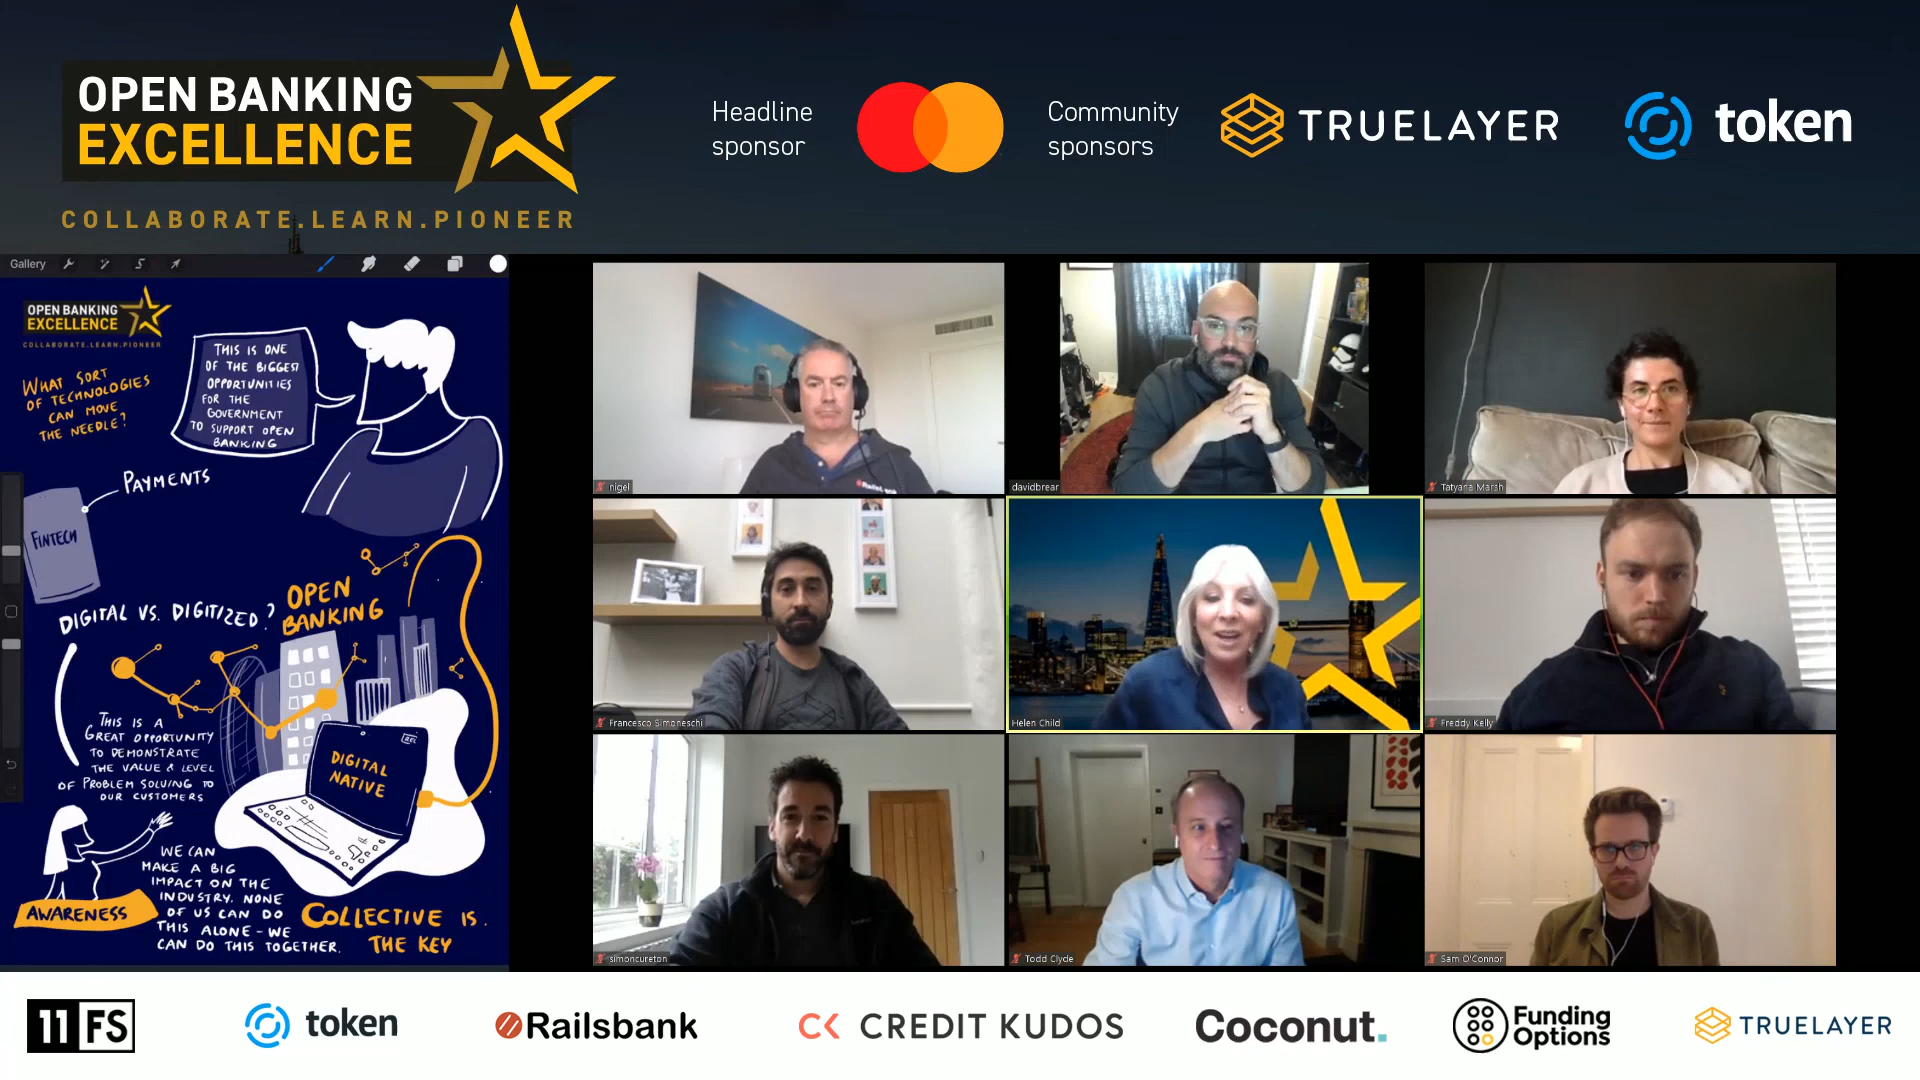 OPEN BANKING
EXCELLENCE
COLLABORATE.LEARN.PIONEER
Headline
sponsor
Community
sponsors
TRUELAYER
token
Gallery
OPEN BANKING
EXCELLENCE
COLLABORATE.LEARN.PIONEER
WHAT SORT
OF TECHNOLOGIES
CAN MOVE
THE NEEDLE?
THIS IS ONE
OF THE BIGGEST
OPPORTUNITIES
FOR THE
GOVERNMENT
TO SUPPORT OPEN
BANKING
PAYMENTS
FINTECH
DIGITAL VS. DIGITIZED?
OPEN
BANKING
THIS IS A
GREAT OPPORTUNITY
TO DEMONSTRATE
THE VALUE & LEVEL
OF PROBLEM SOLVING TO
OUR CUSTOMERS
DIGITAL
NATIVE
AWARENESS
WE CAN
MAKE A BIG
IMPACT ON THE
INDUSTRY. NONE
OF US CAN DO
THIS ALONE - WE
CAN DO THIS TOGETHER.
COLLECTIVE IS.
THE KEY
nigel
davidbrear
Tatyana Marsh
Francesco Simoneschi
Helen Child
Freddy Kelly
simoncureton
Todd Clyde
Sam O'Connor
11:FS
token
Railsbank
CK CREDIT KUDOS
Coconut.
Funding
Options
TRUELAYER